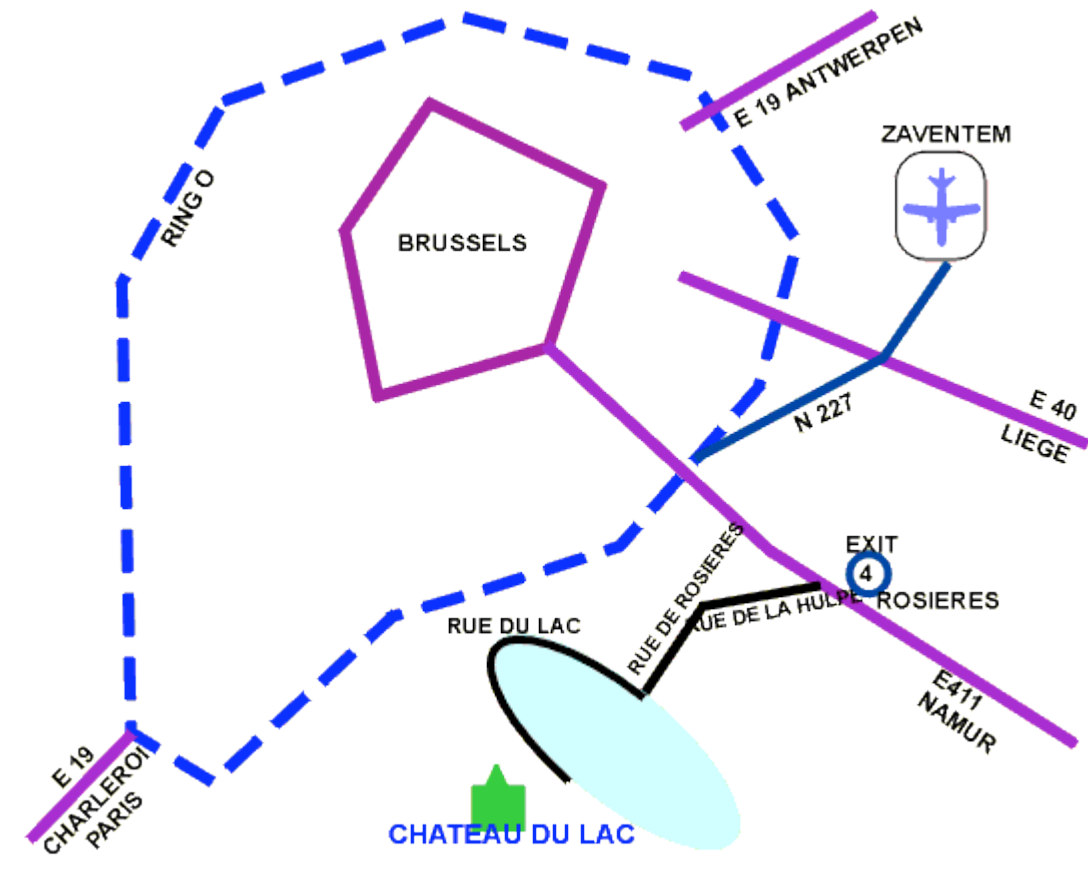 E 19 ANTWERPEN
ZAVENTEM
RING O
BRUSSELS
E 40
LIEGE
N 227
EXIT
4
ROSIERES
RUE DE ROSIERES
RUE DE LA HULPE
RUE DU LAC
E411
NAMUR
E 19
CHARLEROI
PARIS
CHATEAU DU LAC